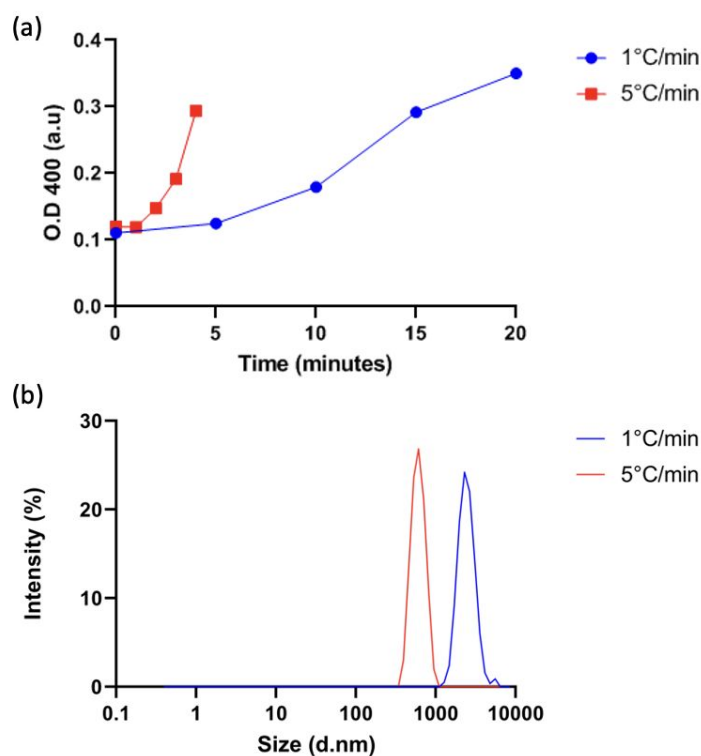 (a)
0.4
0.3
0.2
0.1
0.0
O.D 400 (a.u)
0 5 10 15 20
Time (minutes)
1°C/min
5°C/min
(b)
30
20
10
0
Intensity (%)
0.1 1 10 100 1000 10000
Size (d.nm)
1°C/min
5°C/min